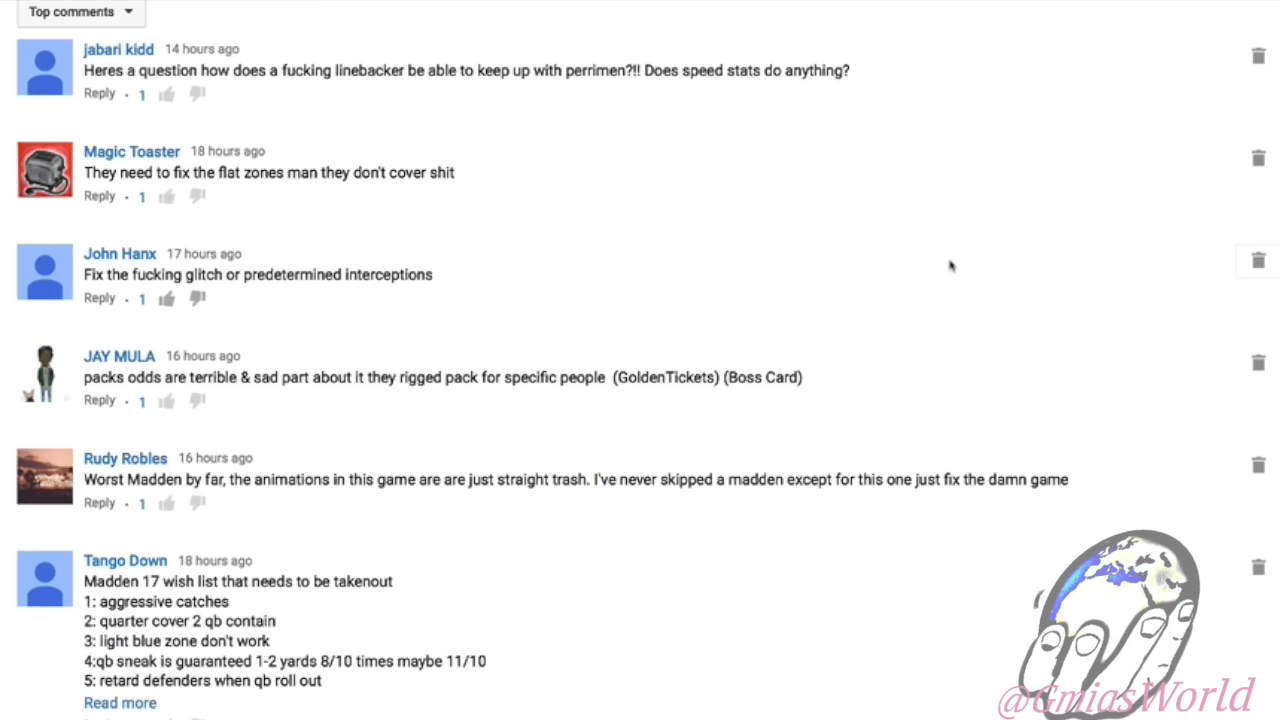 Top comments
jabari kidd 14 hours ago
Heres a question how does a fucking linebacker be able to keep up with perrimen?!! Does speed stats do anything?
Reply . 1
Magic Toaster 18 hours ago
They need to fix the flat zones man they don't cover shit
Reply . 1
John Hanx 17 hours ago
Fix the fucking glitch or predetermined interceptions
Reply . 1
JAY MULA 16 hours ago
packs odds are terrible & sad part about it they rigged pack for specific people (GoldenTickets) (Boss Card)
Reply . 1
Rudy Robles 16 hours ago
Worst Madden by far, the animations in this game are are just straight trash. I've never skipped a madden except for this one just fix the damn game
Reply . 1
Tango Down 18 hours ago
Madden 17 wish list that needs to be takenout
1: aggressive catches
2: quarter cover 2 qb contain
3: light blue zone don't work
4:qb sneak is guaranteed 1-2 yards 8/10 times maybe 11/10
5: retard defenders when qb roll out
Read more
@GmiasWorld